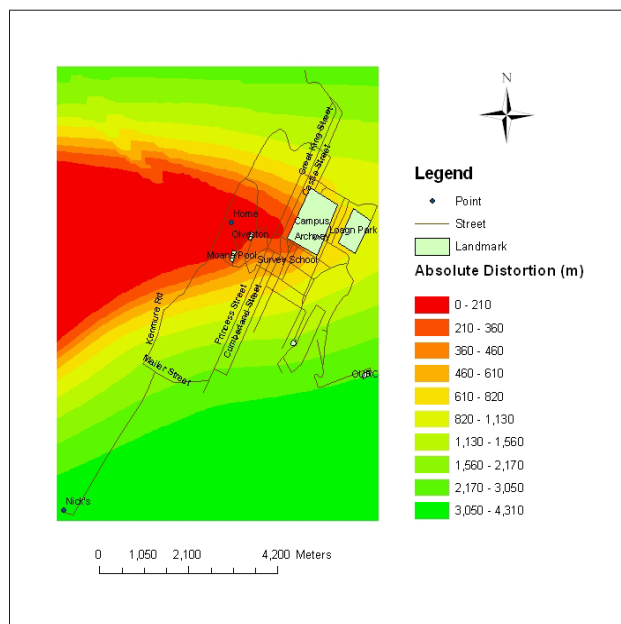 N
Great King Street
Castle Street
Home
Olveston
Campus
Archway
Logan Park
Moana Pool
Survey School
Kenmure Rd
Princess Street
Cumberland Street
Mailer Street
OURC
Nick's
0 1,050 2,100 4,200 Meters
Legend
Point
Street
Landmark
Absolute Distortion (m)
0 - 210
210 - 360
360 - 460
460 - 610
610 - 820
820 - 1,130
1,130 - 1,560
1,560 - 2,170
2,170 - 3,050
3,050 - 4,310